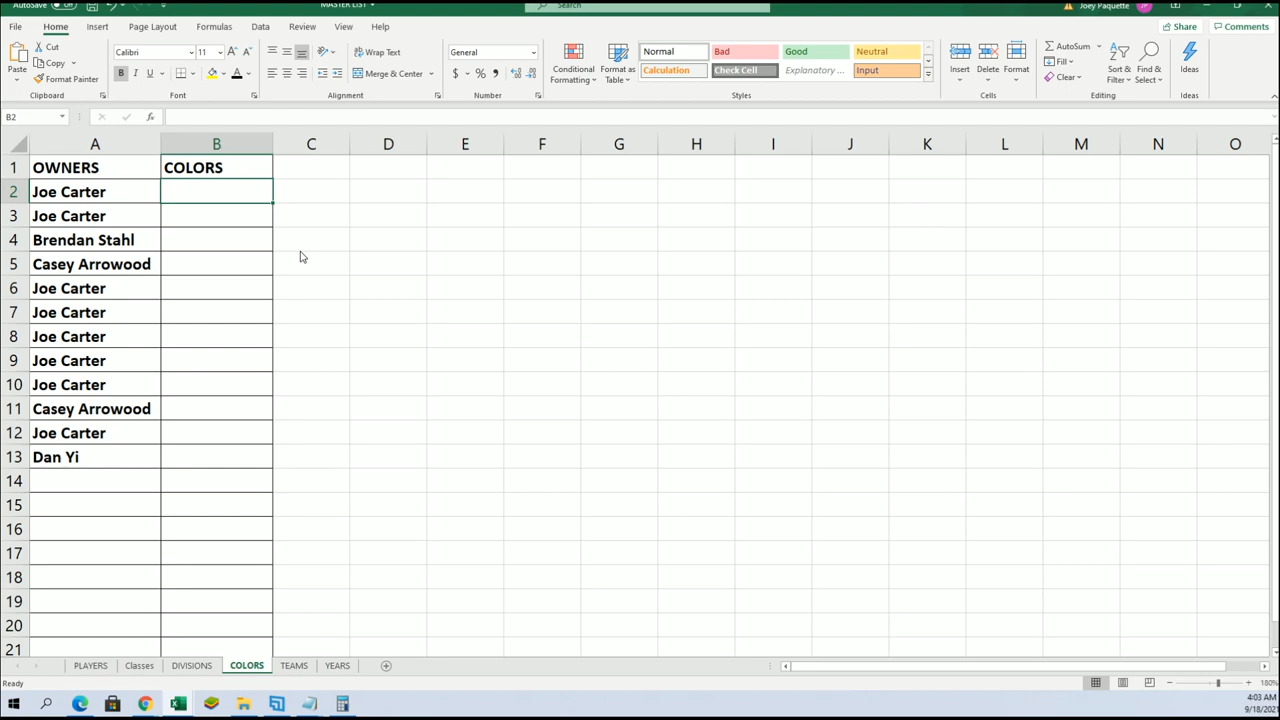 AutoSave
MASTER LIST
Search
Joey Paquette
JP
File Home Insert Page Layout Formulas Data Review View Help
Share Comments
Paste
Cut
Copy
Format Painter
Clipboard
Calibri 11
B I U
Font
Wrap Text
Merge & Center
Alignment
General
$ % ,
Number
Conditional Formatting
Format as Table
Normal Bad Good Neutral
Calculation Check Cell Explanatory ... Input
Styles
Insert Delete Format
Cells
AutoSum
Fill
Clear
Sort & Filter
Find & Select
Editing
Ideas
Ideas
B2
fx
A B C D E F G H I J K L M N O
1 OWNERS COLORS
2 Joe Carter
3 Joe Carter
4 Brendan Stahl
5 Casey Arrowood
6 Joe Carter
7 Joe Carter
8 Joe Carter
9 Joe Carter
10 Joe Carter
11 Casey Arrowood
12 Joe Carter
13 Dan Yi
14
15
16
17
18
19
20
21
PLAYERS Classes DIVISIONS COLORS TEAMS YEARS
Ready
180%
4:03 AM
9/18/202